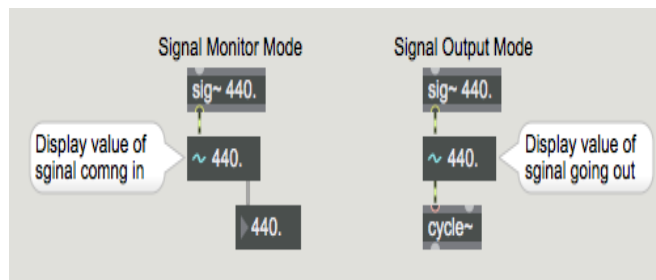 Signal Monitor Mode
sig~ 440.
Display value of
sginal comng in
~ 440.
440.
Signal Output Mode
sig~ 440.
~ 440.
Display value of
sginal going out
cycle~